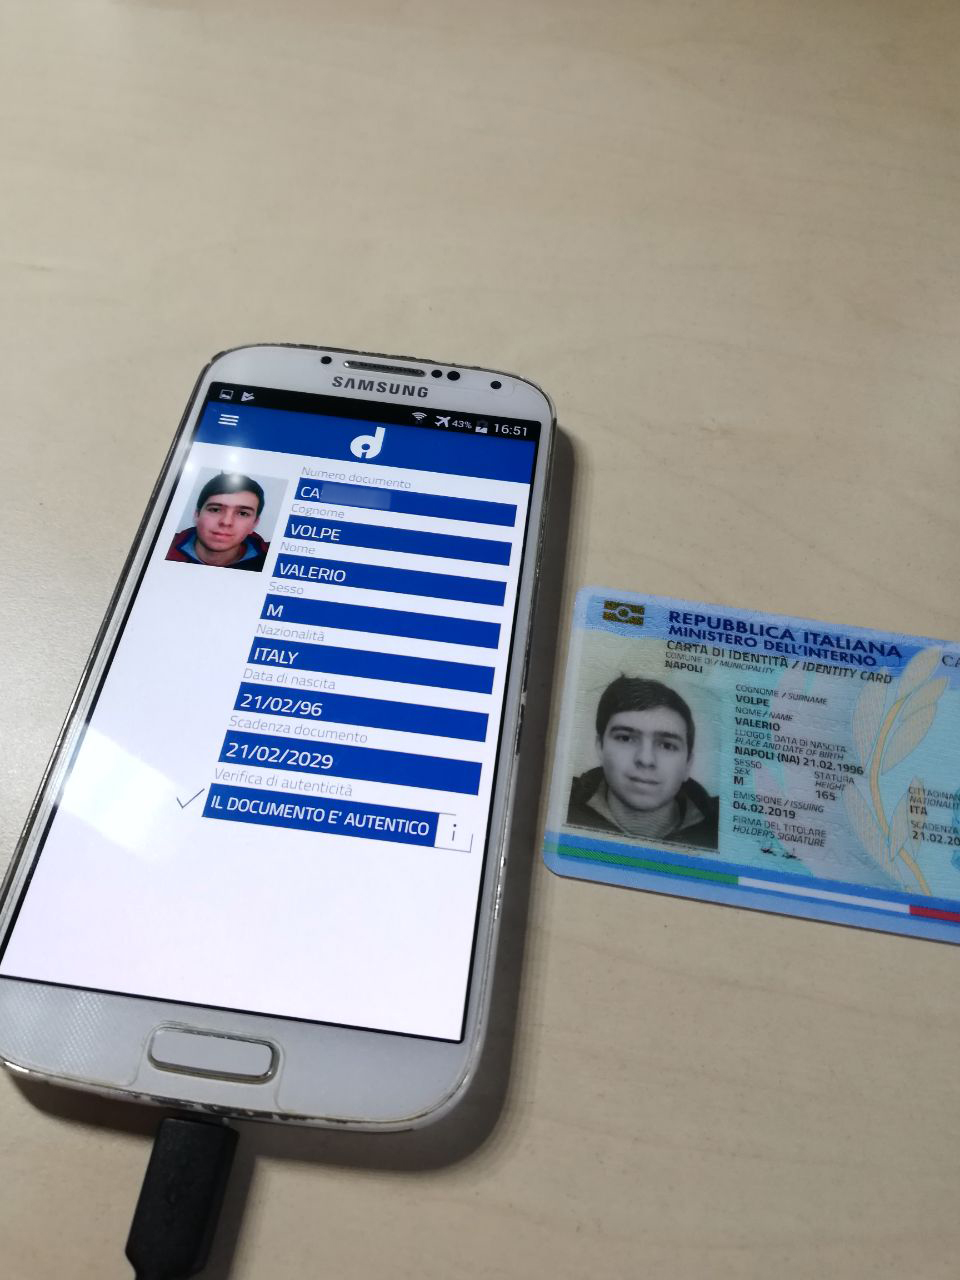 SAMSUNG
43% 16:51
Numero documento
CA
Cognome
VOLPE
Nome
VALERIO
Sesso
M
Nazionalità
ITALY
Data di nascita
21/02/96
Scadenza documento
21/02/2029
Verifica di autenticità
IL DOCUMENTO E' AUTENTICO i
REPUBBLICA ITALIANA
MINISTERO DELL'INTERNO
CARTA DI IDENTITÀ / IDENTITY CARD
COMUNE DI / MUNICIPALITY
NAPOLI
CA
COGNOME / SURNAME
VOLPE
NOME / NAME
VALERIO
LUOGO E DATA DI NASCITA
PLACE AND DATE OF BIRTH
NAPOLI (NA) 21.02.1996
SESSO
SEX
M
STATURA
HEIGHT
165
EMISSIONE / ISSUING
04.02.2019
FIRMA DEL TITOLARE
HOLDER'S SIGNATURE
CITTADINAN
NATIONALIT
ITA
SCADENZA
21.02.20